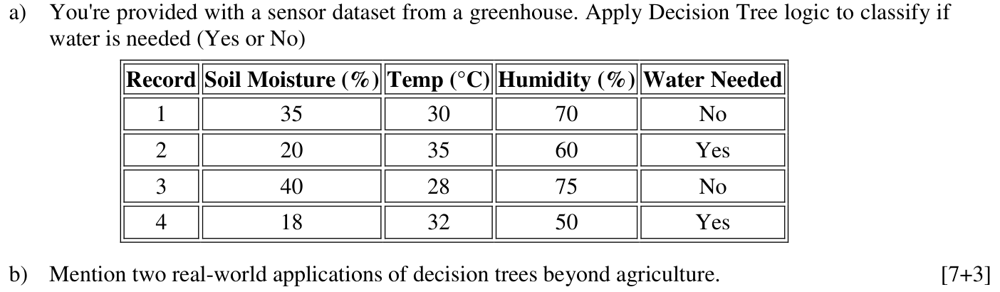 a) You're provided with a sensor dataset from a greenhouse. Apply Decision Tree logic to classify if
water is needed (Yes or No)
Record Soil Moisture (%) Temp (°C) Humidity (%) Water Needed
1 35 30 70 No
2 20 35 60 Yes
3 40 28 75 No
4 18 32 50 Yes
b) Mention two real-world applications of decision trees beyond agriculture. [7+3]